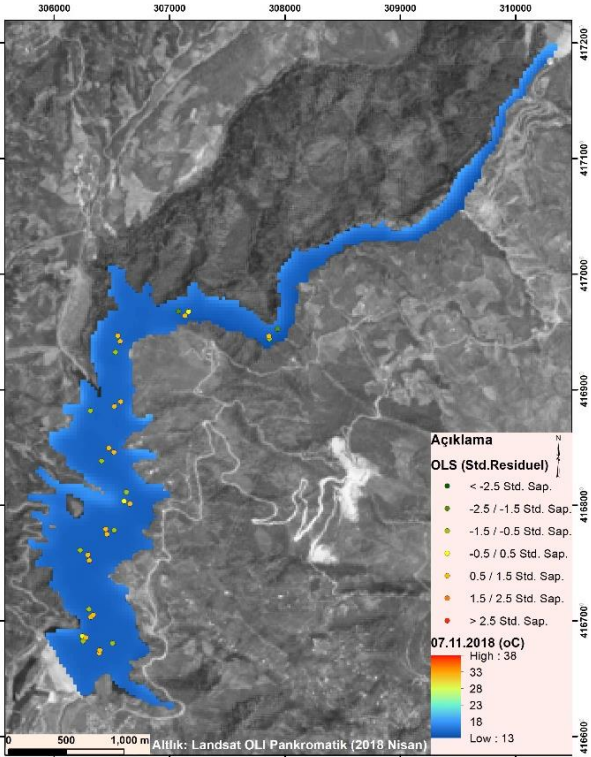 306000 307000 308000 309000 310000
417200
417100
417000
416900
416800
416700
416600
Açıklama
N
OLS (Std.Residuel)
< -2.5 Std. Sap.
-2.5 / -1.5 Std. Sap.
-1.5 / -0.5 Std. Sap.
-0.5 / 0.5 Std. Sap.
0.5 / 1.5 Std. Sap.
1.5 / 2.5 Std. Sap.
> 2.5 Std. Sap.
07.11.2018 (oC)
High : 38
33
28
23
18
Low : 13
0 500 1,000 m
Altlık: Landsat OLI Pankromatik (2018 Nisan)